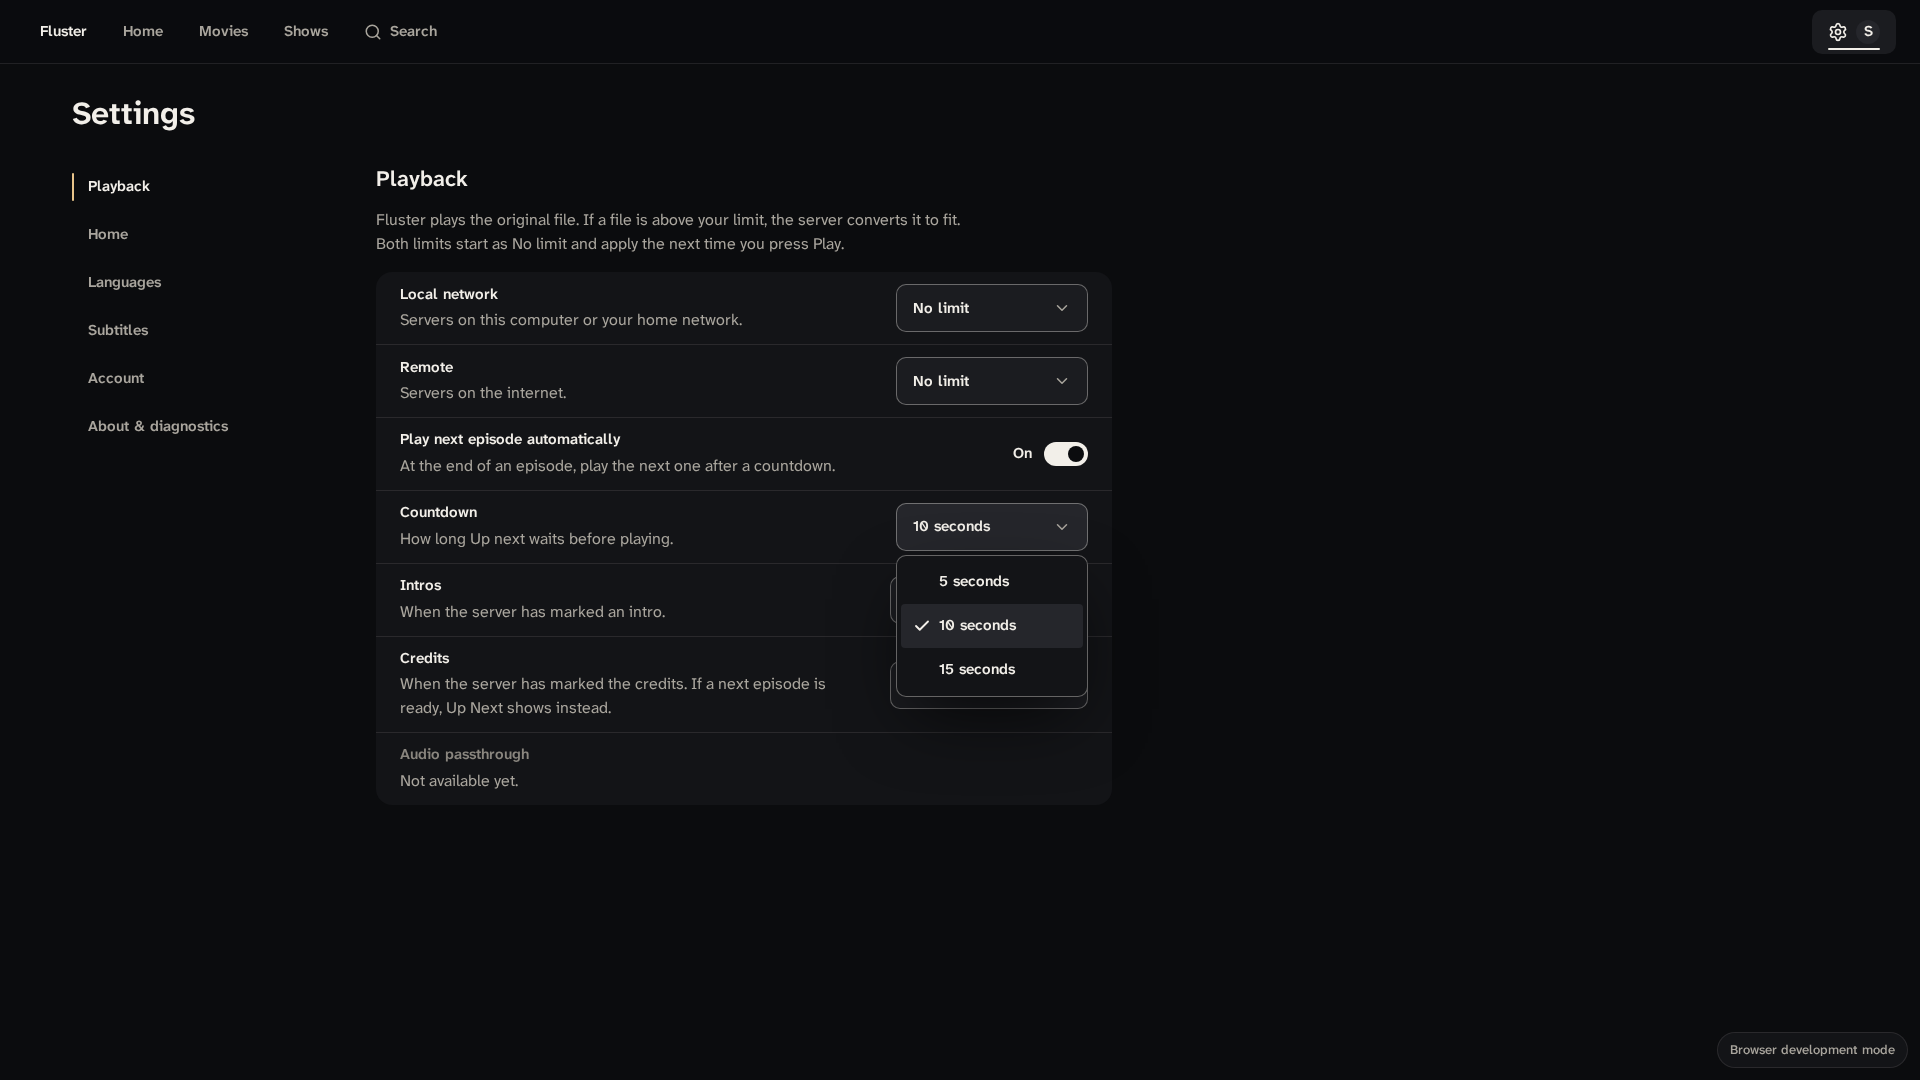 Fluster
Home
Movies
Shows
Search
S
Settings
Playback
Home
Languages
Subtitles
Account
About & diagnostics
Playback
Fluster plays the original file. If a file is above your limit, the server converts it to fit.
Both limits start as No limit and apply the next time you press Play.
Local network
Servers on this computer or your home network.
No limit
Remote
Servers on the internet.
No limit
Play next episode automatically
At the end of an episode, play the next one after a countdown.
On
Countdown
How long Up next waits before playing.
10 seconds
5 seconds
10 seconds
15 seconds
Intros
When the server has marked an intro.
Credits
When the server has marked the credits. If a next episode is
ready, Up Next shows instead.
Audio passthrough
Not available yet.
Browser development mode